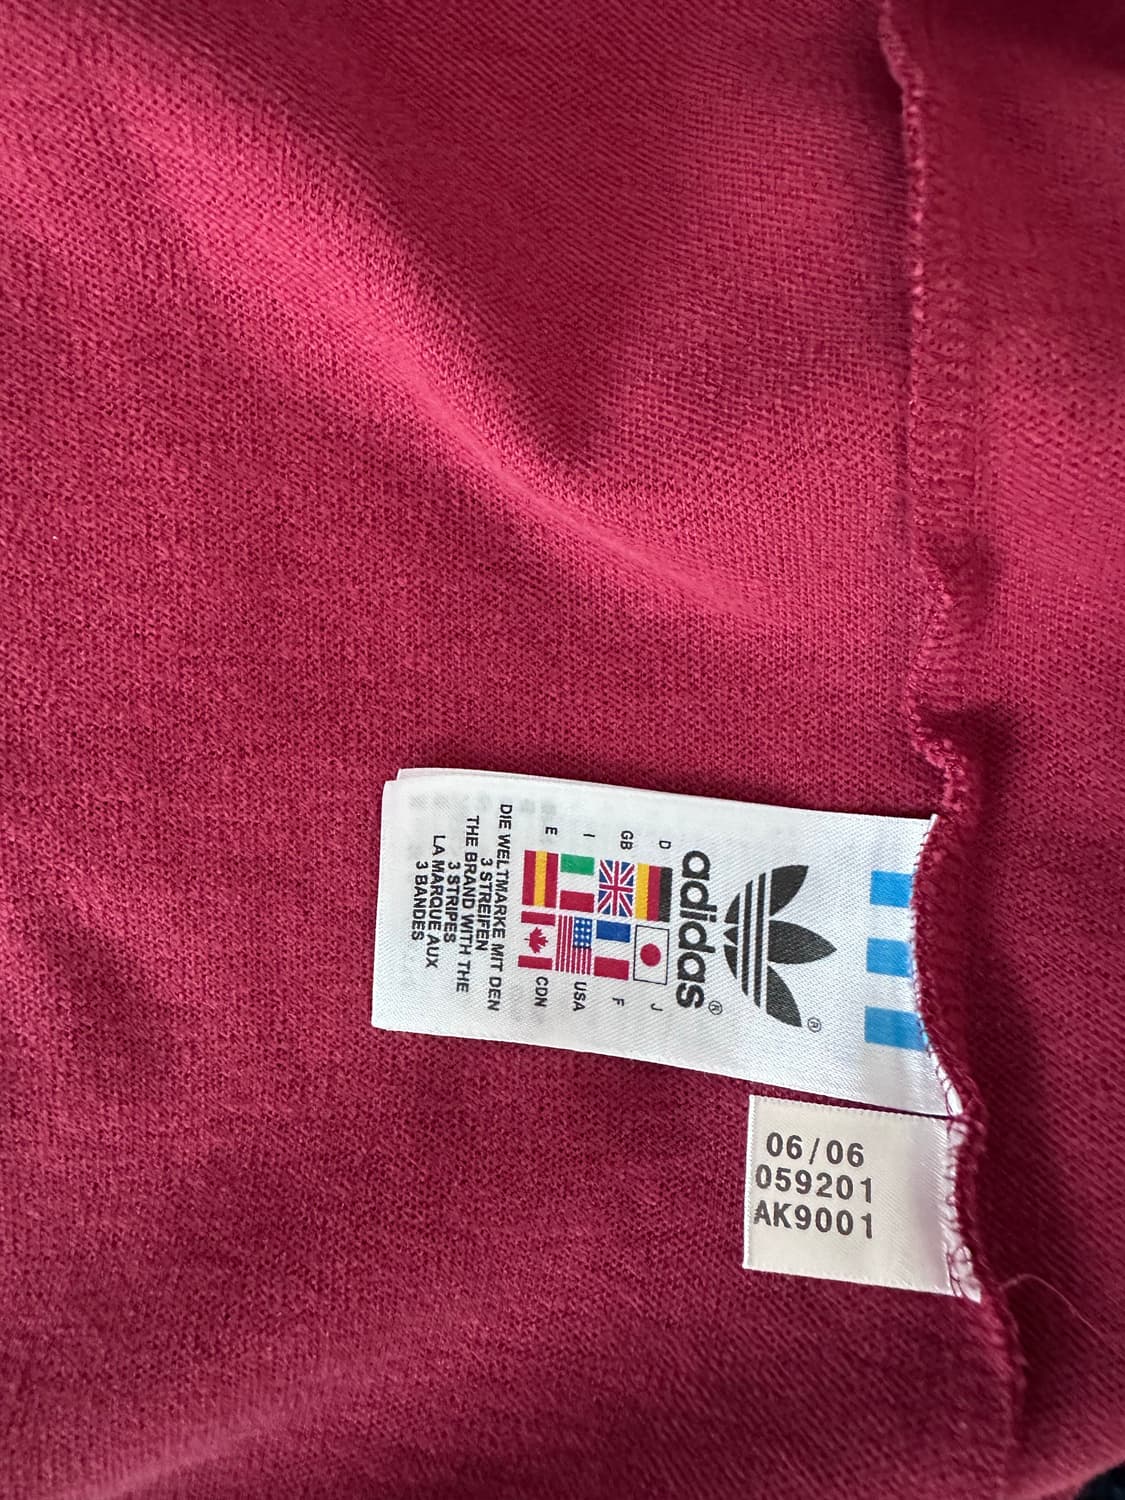 ®
adidas®
D
J
GB
F
I
USA
E
CDN
DIE WELTMARKE MIT DEN
3 STREIFEN
THE BRAND WITH THE
3 STRIPES
LA MARQUE AUX
3 BANDES
06/06
059201
AK9001